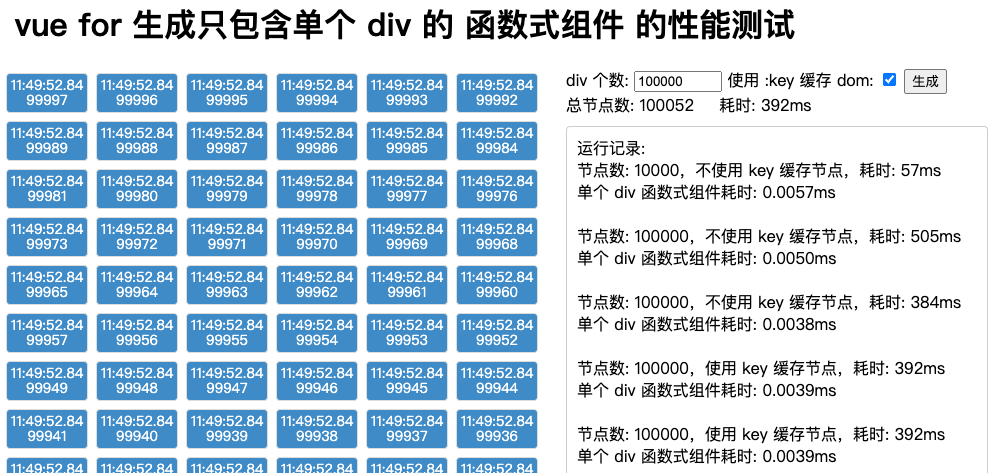 vue for 生成只包含单个 div 的 函数式组件 的性能测试
11:49:52.84 11:49:52.84 11:49:52.84 11:49:52.84 11:49:52.84 11:49:52.84
99997 99996 99995 99994 99993 99992
11:49:52.84 11:49:52.84 11:49:52.84 11:49:52.84 11:49:52.84 11:49:52.84
99989 99988 99987 99986 99985 99984
11:49:52.84 11:49:52.84 11:49:52.84 11:49:52.84 11:49:52.84 11:49:52.84
99981 99980 99979 99978 99977 99976
11:49:52.84 11:49:52.84 11:49:52.84 11:49:52.84 11:49:52.84 11:49:52.84
99973 99972 99971 99970 99969 99968
11:49:52.84 11:49:52.84 11:49:52.84 11:49:52.84 11:49:52.84 11:49:52.84
99965 99964 99963 99962 99961 99960
11:49:52.84 11:49:52.84 11:49:52.84 11:49:52.84 11:49:52.84 11:49:52.84
99957 99956 99955 99954 99953 99952
11:49:52.84 11:49:52.84 11:49:52.84 11:49:52.84 11:49:52.84 11:49:52.84
99949 99948 99947 99946 99945 99944
11:49:52.84 11:49:52.84 11:49:52.84 11:49:52.84 11:49:52.84 11:49:52.84
99941 99940 99939 99938 99937 99936
11:49:52.84 11:49:52.84 11:49:52.84 11:49:52.84 11:49:52.84 11:49:52.84
div 个数: 100000 使用 :key 缓存 dom: 生成
总节点数: 100052 耗时: 392ms
运行记录:
节点数: 10000，不使用 key 缓存节点，耗时: 57ms
单个 div 函数式组件耗时: 0.0057ms
节点数: 100000，不使用 key 缓存节点，耗时: 505ms
单个 div 函数式组件耗时: 0.0050ms
节点数: 100000，不使用 key 缓存节点，耗时: 384ms
单个 div 函数式组件耗时: 0.0038ms
节点数: 100000，使用 key 缓存节点，耗时: 392ms
单个 div 函数式组件耗时: 0.0039ms
节点数: 100000，使用 key 缓存节点，耗时: 392ms
单个 div 函数式组件耗时: 0.0039ms